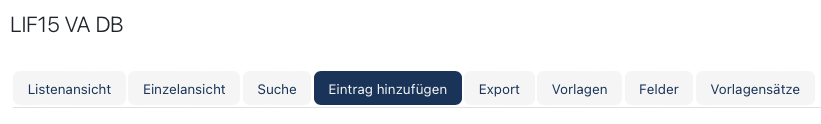 LIF15 VA DB
Listenansicht Einzelansicht Suche Eintrag hinzufügen Export Vorlagen Felder Vorlagensätze